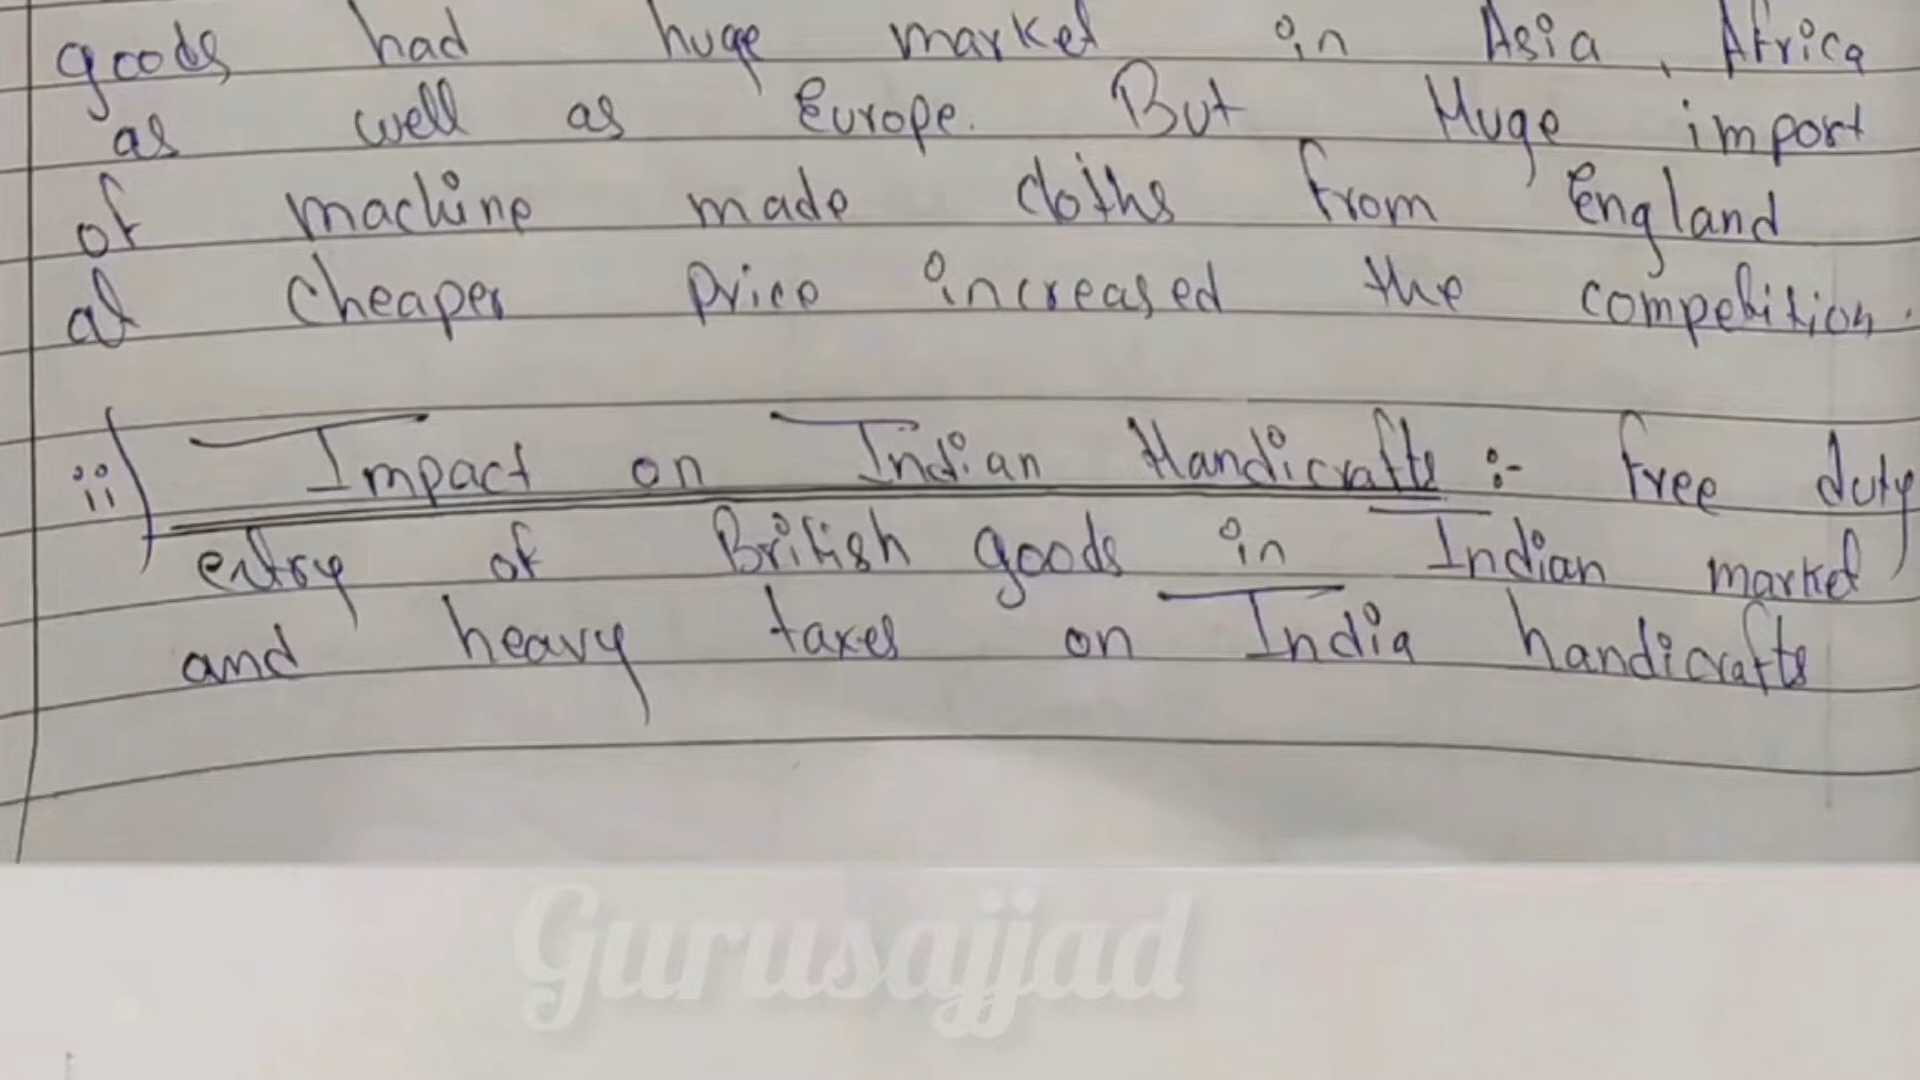 goods had huge market in Asia, Africa
as well as Europe. But Huge import
of machine made cloths from England
at cheaper price increased the competition.
ii) Impact on Indian Handicrafts :- free duty
entry of British goods in Indian market
and heavy taxes on India handicrafts
Gurusajjad